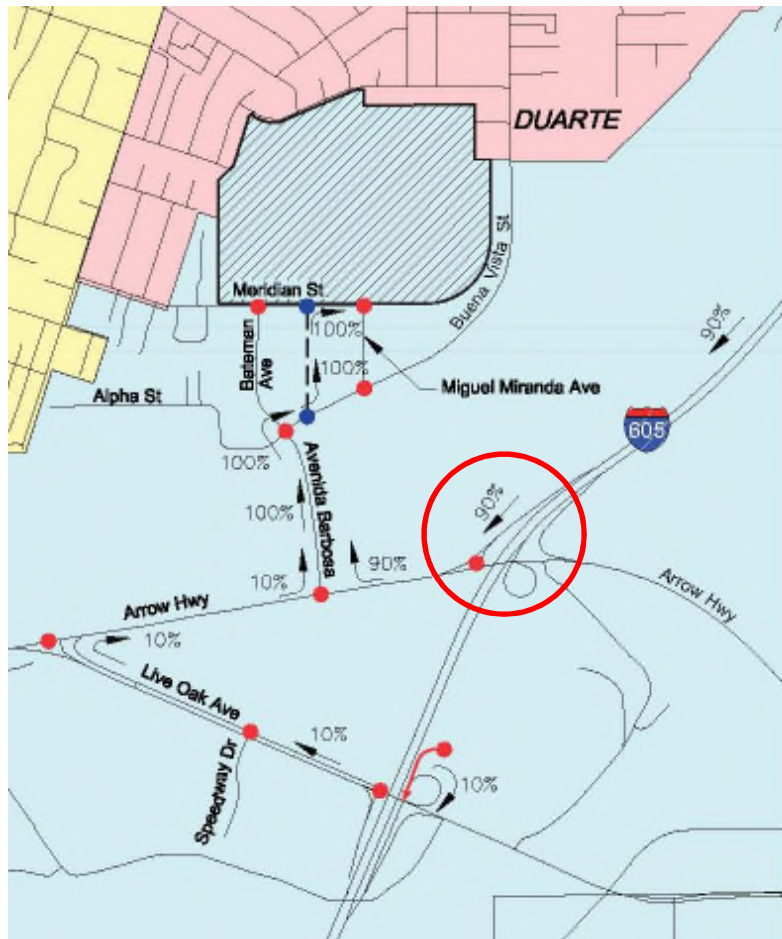 DUARTE
Meridian St
Buena Vista St
100%
90%
Bateman
Ave
100%
Miguel Miranda Ave
Alpha St
605
100%
Avenida Barbosa
90%
100%
10%
90%
Arrow Hwy
Arrow Hwy
10%
Live Oak Ave
10%
Speedway Dr
10%